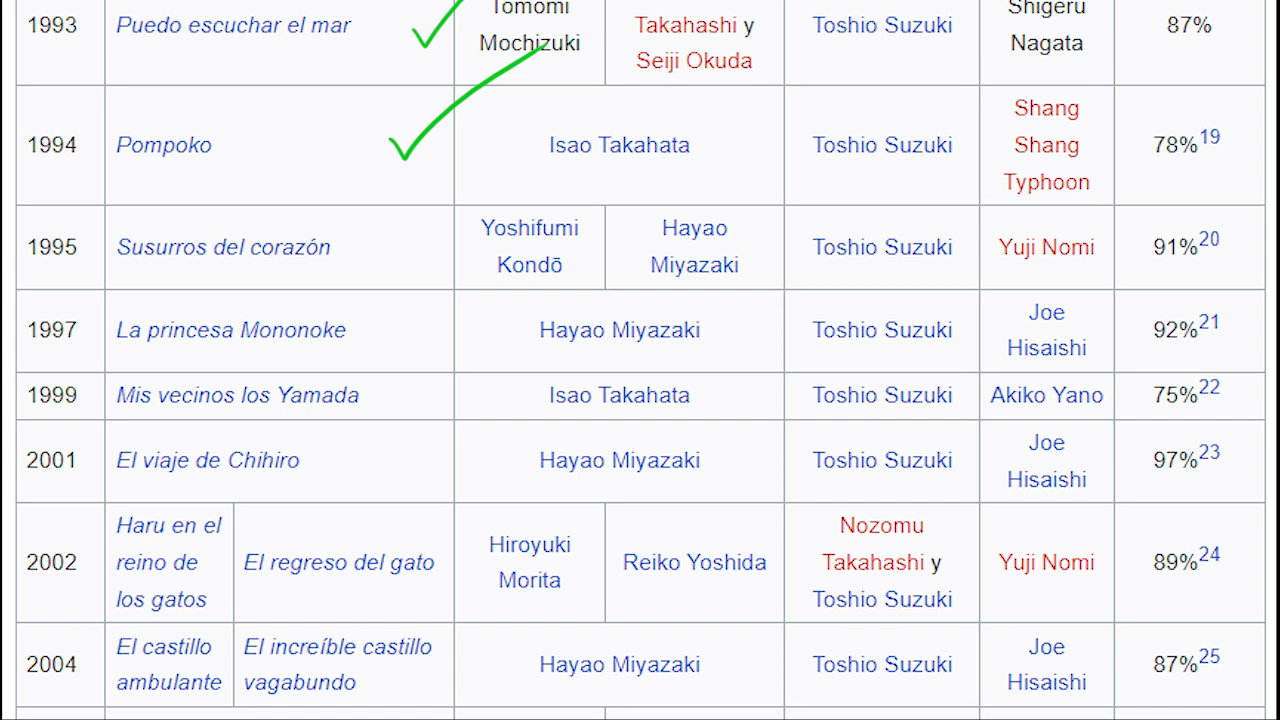 1993 Puedo escuchar el mar Tomomi Mochizuki Takahashi y Seiji Okuda Toshio Suzuki Shigeru Nagata 87%
1994 Pompoko Isao Takahata Toshio Suzuki Shang Shang Typhoon 78%19
1995 Susurros del corazón Yoshifumi Kondō Hayao Miyazaki Toshio Suzuki Yuji Nomi 91%20
1997 La princesa Mononoke Hayao Miyazaki Toshio Suzuki Joe Hisaishi 92%21
1999 Mis vecinos los Yamada Isao Takahata Toshio Suzuki Akiko Yano 75%22
2001 El viaje de Chihiro Hayao Miyazaki Toshio Suzuki Joe Hisaishi 97%23
2002 Haru en el reino de los gatos El regreso del gato Hiroyuki Morita Reiko Yoshida Nozomu Takahashi y Toshio Suzuki Yuji Nomi 89%24
2004 El castillo ambulante El increíble castillo vagabundo Hayao Miyazaki Toshio Suzuki Joe Hisaishi 87%25